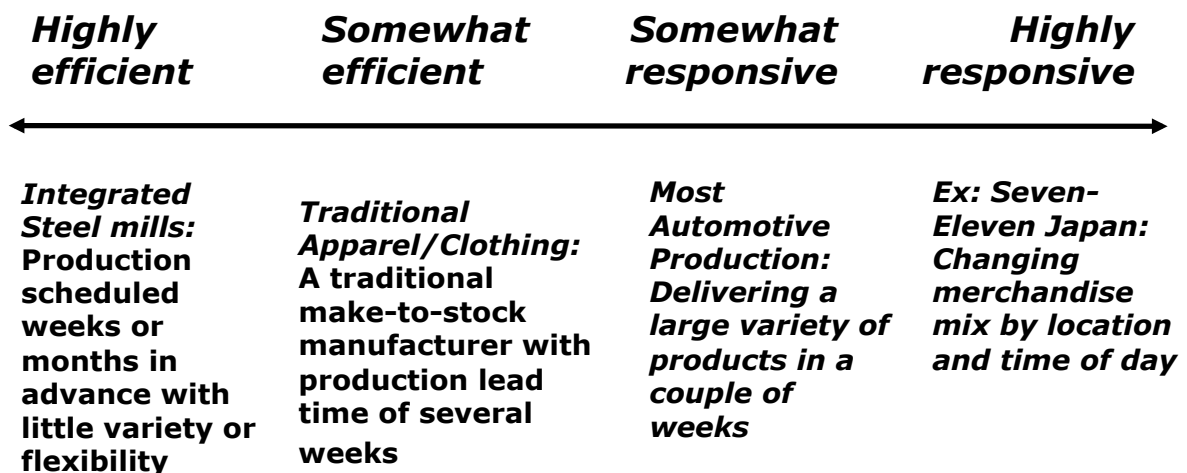 Highly
efficient
Somewhat
efficient
Somewhat
responsive
Highly
responsive
Integrated
Steel mills:
Production
scheduled
weeks or
months in
advance with
little variety or
flexibility
Traditional
Apparel/Clothing:
A traditional
make-to-stock
manufacturer with
production lead
time of several
weeks
Most
Automotive
Production:
Delivering a
large variety of
products in a
couple of
weeks
Ex: Seven-
Eleven Japan:
Changing
merchandise
mix by location
and time of day